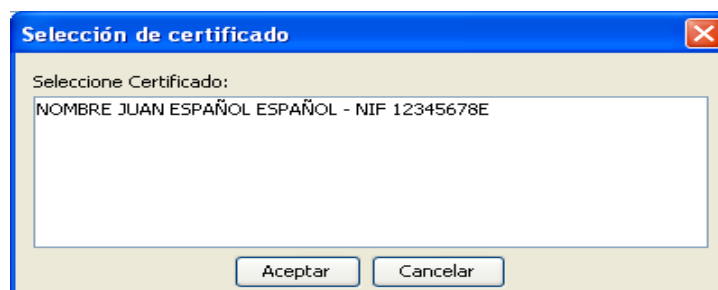 Selección de certificado
Seleccione Certificado:
NOMBRE JUAN ESPAÑOL ESPAÑOL - NIF 12345678E
Aceptar Cancelar